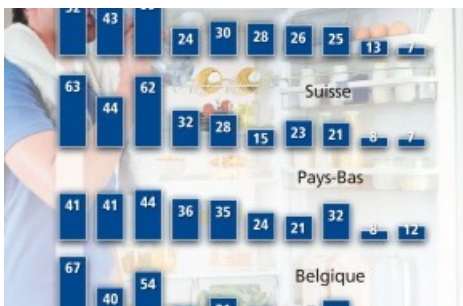 43 24 30 28 26 25 13 7
Suisse
63 44 62 32 28 15 23 21 8 7
Pays-Bas
41 41 44 36 35 24 21 32 8 12
Belgique
67 40 54